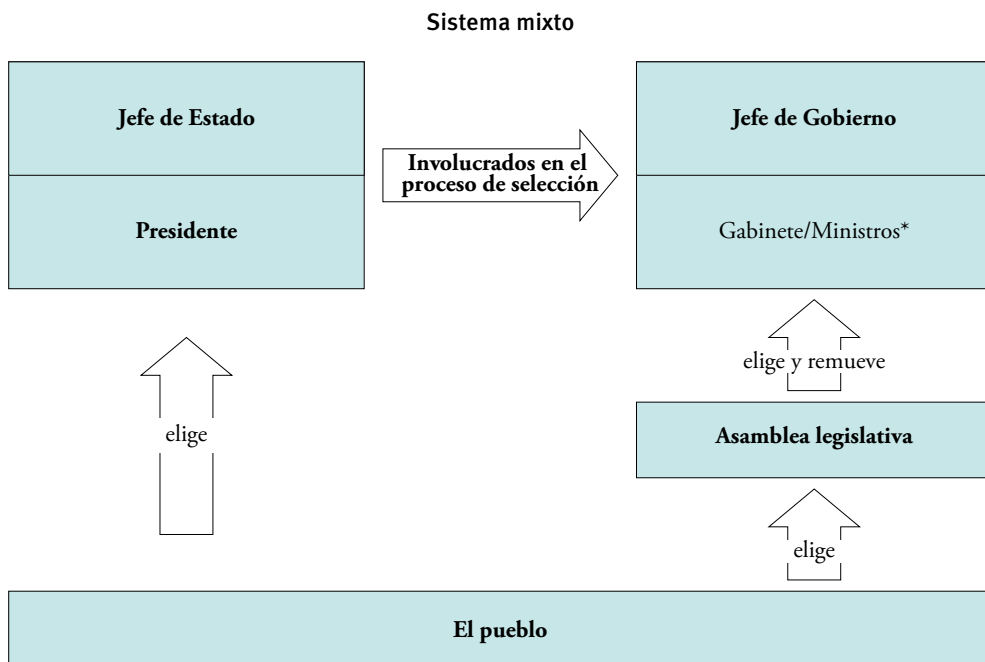 Sistema mixto
Jefe de Estado
Presidente
Involucrados en el
proceso de selección
Jefe de Gobierno
Gabinete/Ministros*
elige
elige y remueve
Asamblea legislativa
elige
El pueblo